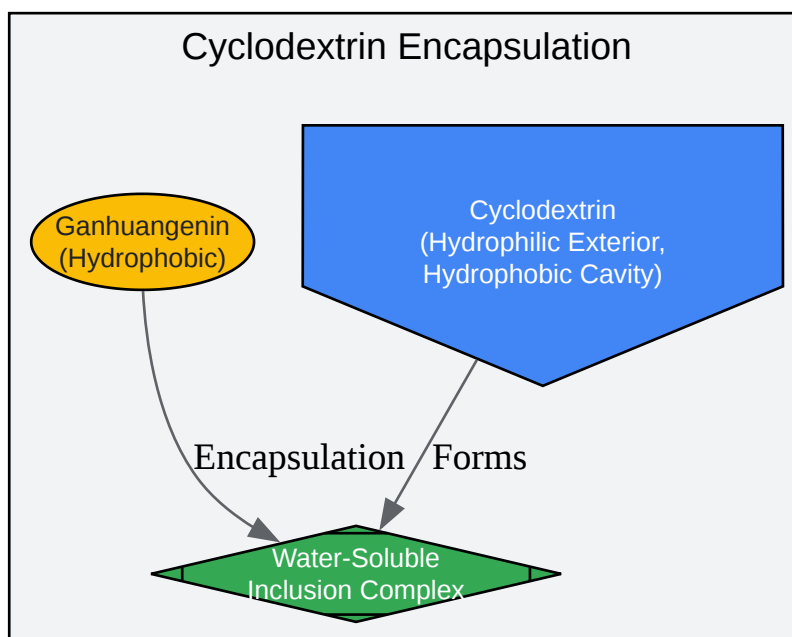 Cyclodextrin Encapsulation
Ganhuangenin
(Hydrophobic)
Cyclodextrin
(Hydrophilic Exterior,
Hydrophobic Cavity)
Encapsulation
Forms
Water-Soluble
Inclusion Complex